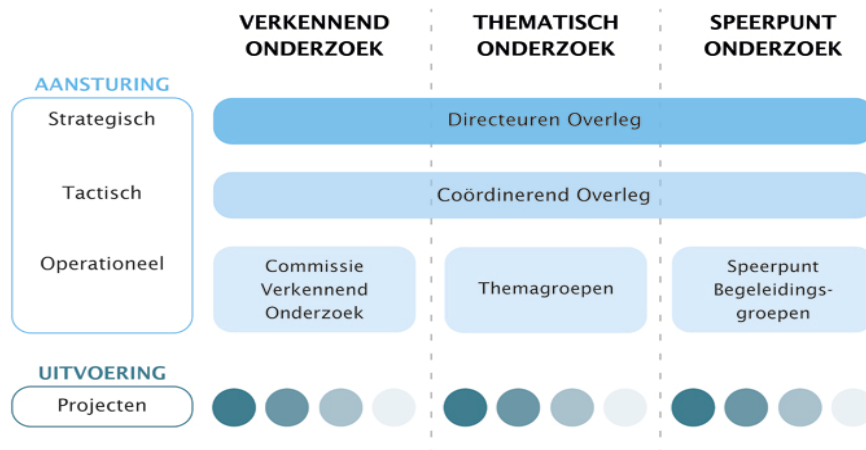 VERKENNEND
ONDERZOEK
THEMATISCH
ONDERZOEK
SPEERPUNT
ONDERZOEK
AANSTURING
Strategisch
Directeuren Overleg
Tactisch
Coördinerend Overleg
Operationeel
Commissie
Verkennend
Onderzoek
Themagroepen
Speerpunt
Begeleidings-
groepen
UITVOERING
Projecten